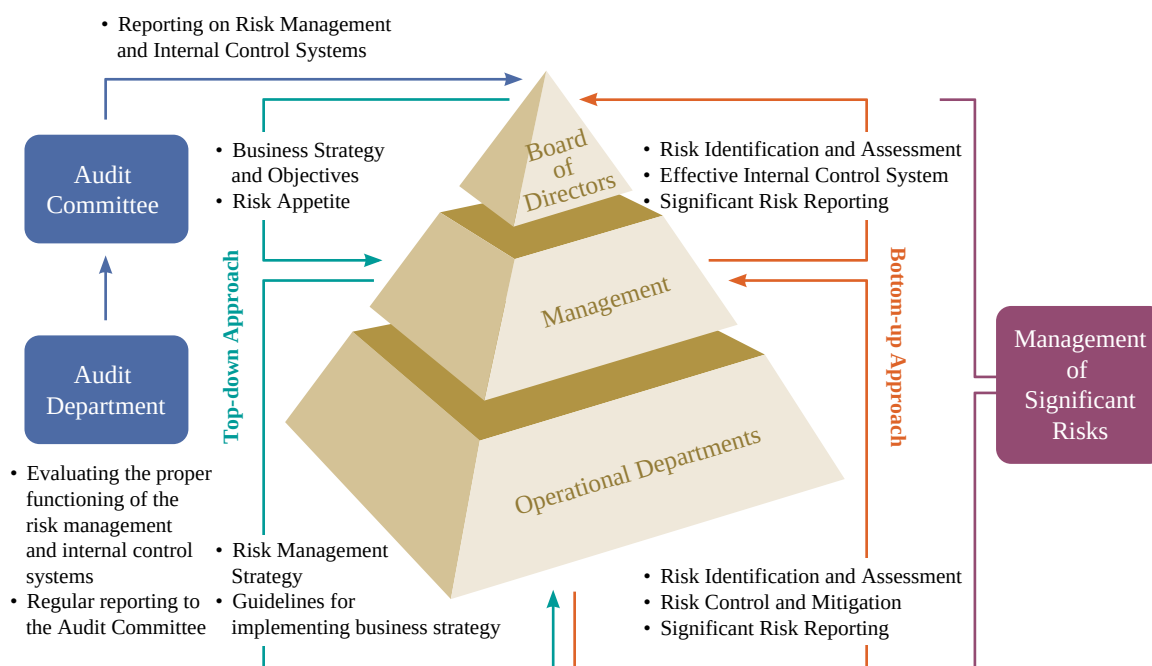 • Reporting on Risk Management
and Internal Control Systems
Audit
Committee
Audit
Department
• Evaluating the proper
functioning of the
risk management
and internal control
systems
• Regular reporting to
the Audit Committee
• Business Strategy
and Objectives
• Risk Appetite
Top-down Approach
• Risk Management
Strategy
• Guidelines for
implementing business strategy
Board
of
Directors
Management
Operational Departments
• Risk Identification and Assessment
• Effective Internal Control System
• Significant Risk Reporting
Bottom-up Approach
• Risk Identification and Assessment
• Risk Control and Mitigation
• Significant Risk Reporting
Management
of
Significant
Risks